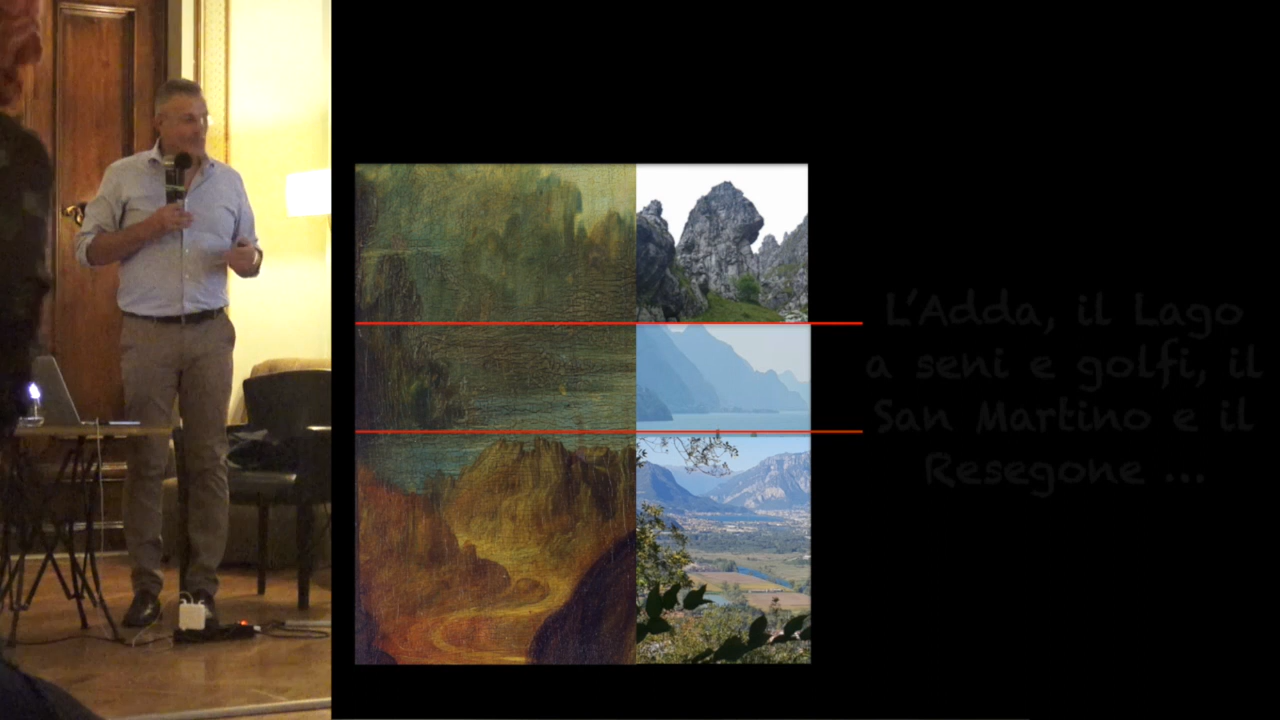 L'Adda, il Lago
a seni e golfi, il
San Martino e il
Resegone ...